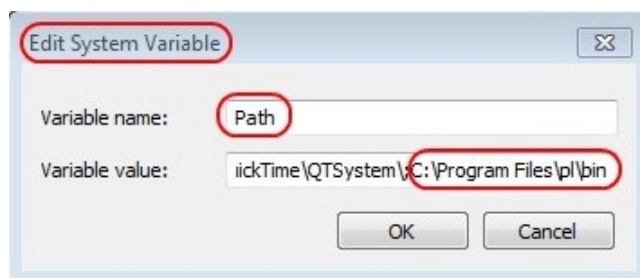 Edit System Variable
Variable name: Path
Variable value: ickTime\QTSystem\;C:\Program Files\pl\bin
OK Cancel